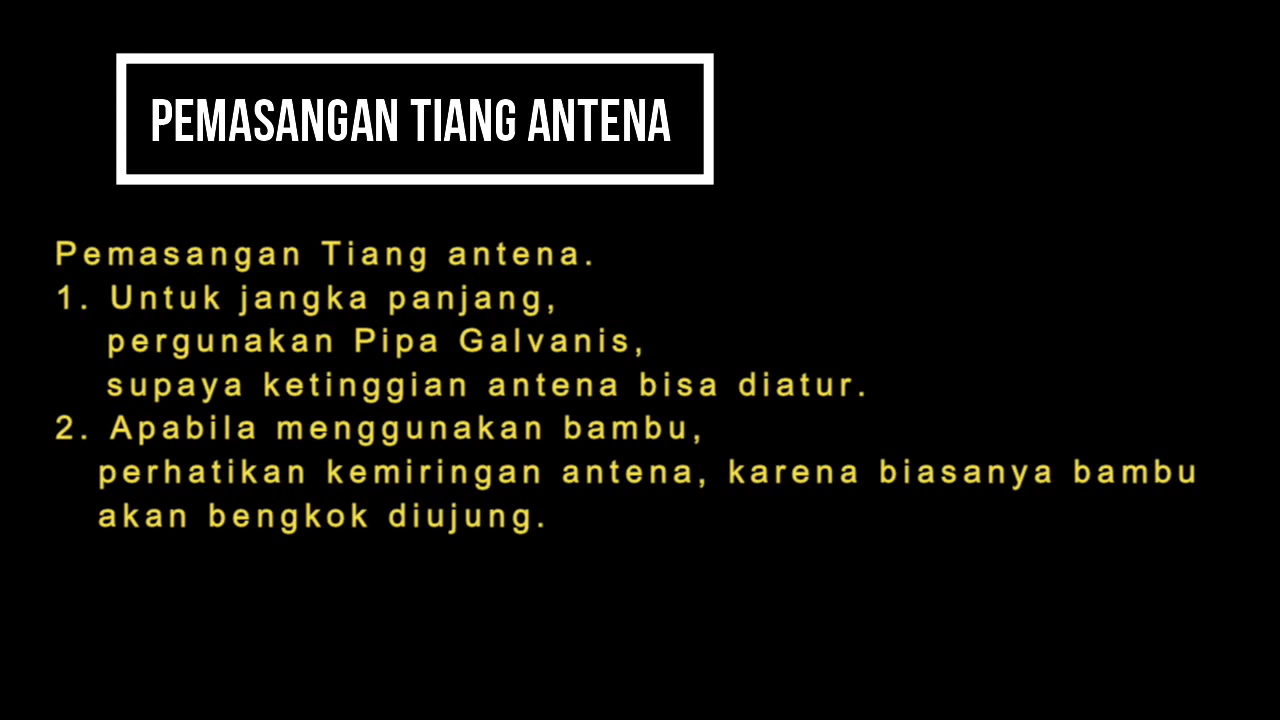 PEMASANGAN TIANG ANTENA
Pemasangan Tiang antena.
1. Untuk jangka panjang,
pergunakan Pipa Galvanis,
supaya ketinggian antena bisa diatur.
2. Apabila menggunakan bambu,
perhatikan kemiringan antena, karena biasanya bambu
akan bengkok diujung.